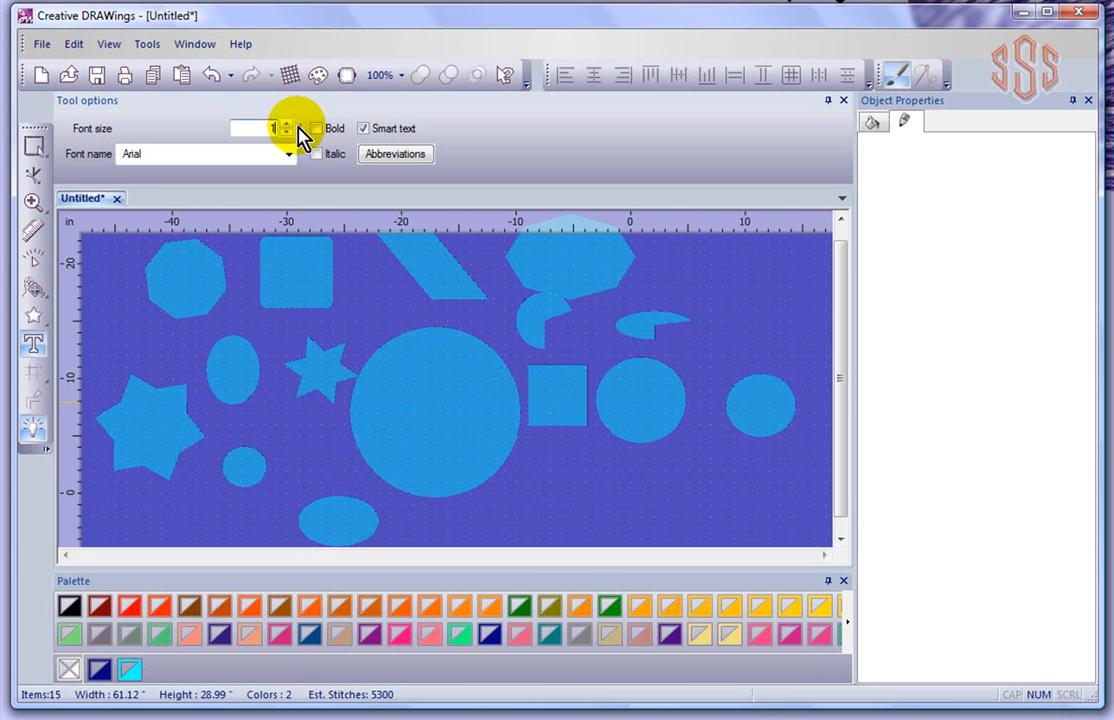 Creative DRAWings - [Untitled*]
File Edit View Tools Window Help
100%
SSS
Tool options
Object Properties
Font size 1 Bold Smart text
Font name Arial Italic Abbreviations
Untitled*
in -40 -30 -20 -10 0 10
-20
-10
-0
Palette
Items:15 Width : 61.12 " Height : 28.99 " Colors : 2 Est. Stitches: 5300 CAP NUM SCRL